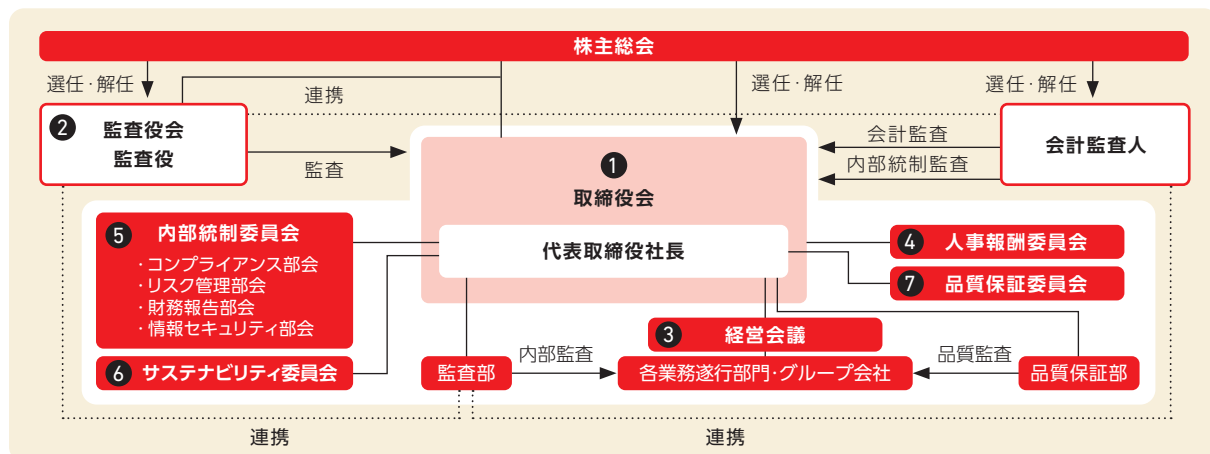 株主総会
選任・解任
連携
選任・解任
選任・解任
❷ 監査役会
監査役
監査
❶
取締役会
代表取締役社長
会計監査
内部統制監査
会計監査人
❺ 内部統制委員会
・コンプライアンス部会
・リスク管理部会
・財務報告部会
・情報セキュリティ部会
❻ サステナビリティ委員会
❹ 人事報酬委員会
❼ 品質保証委員会
❸ 経営会議
監査部
内部監査
各業務遂行部門・グループ会社
品質監査
品質保証部
連携
連携